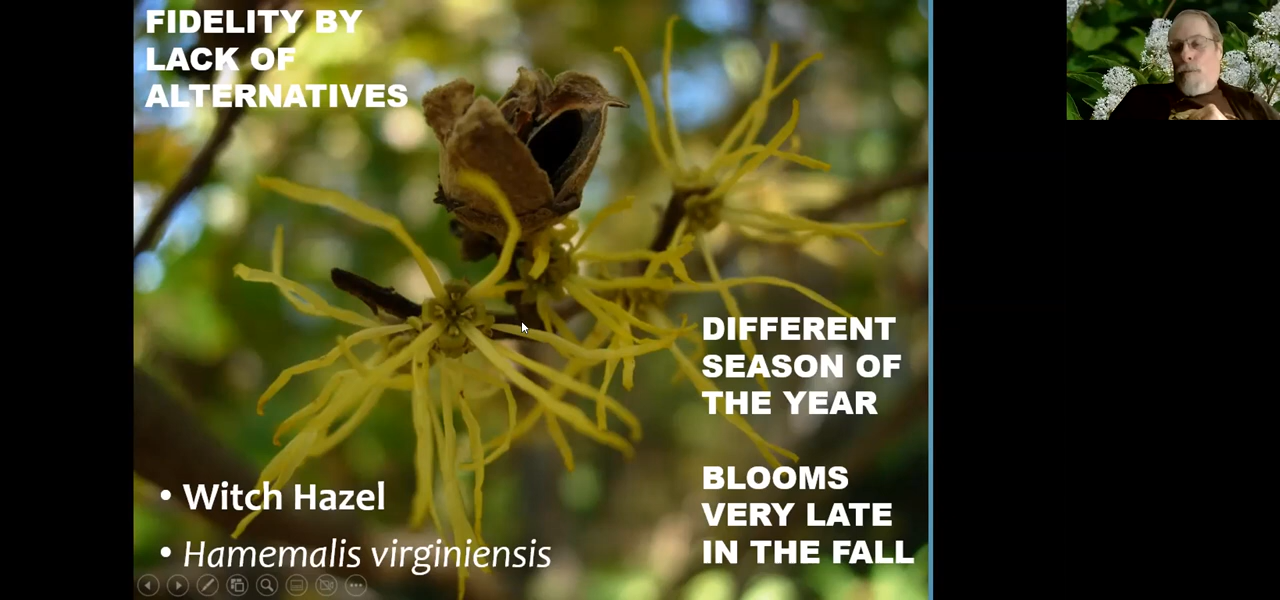 FIDELITY BY
LACK OF
ALTERNATIVES
DIFFERENT
SEASON OF
THE YEAR
BLOOMS
VERY LATE
IN THE FALL
• Witch Hazel
• Hamemalis virginiensis